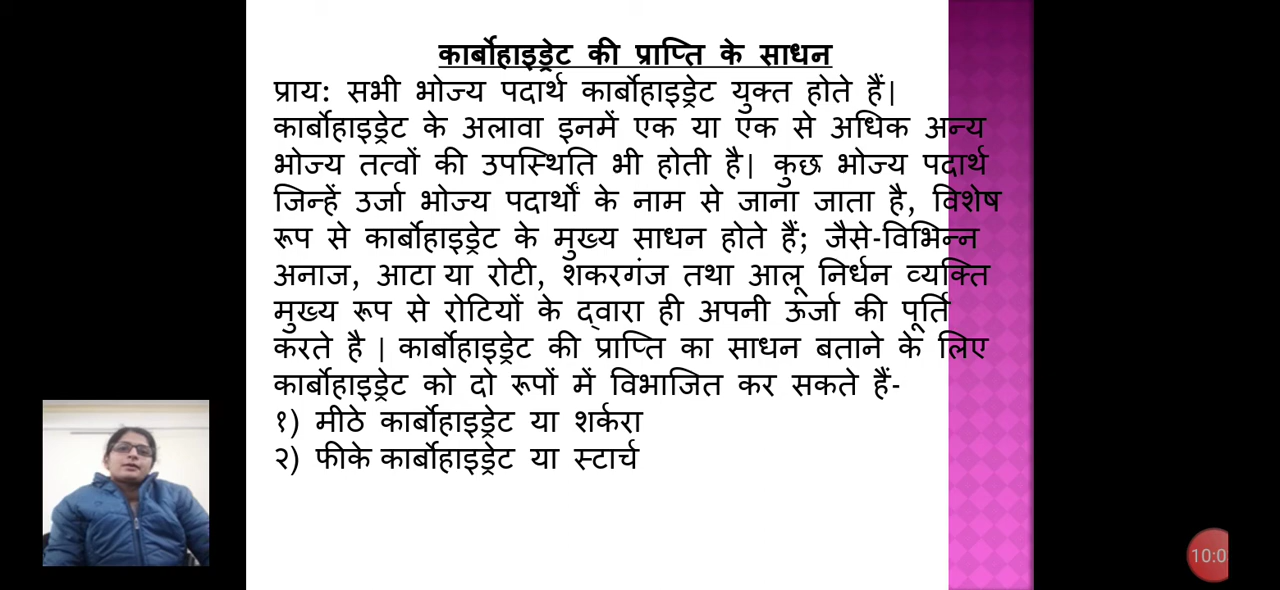 कार्बोहाइड्रेट की प्राप्ति के साधन
प्राय: सभी भोज्य पदार्थ कार्बोहाइड्रेट युक्त होते हैं|
कार्बोहाइड्रेट के अलावा इनमें एक या एक से अधिक अन्य
भोज्य तत्वों की उपस्थिति भी होती है| कुछ भोज्य पदार्थ
जिन्हें उर्जा भोज्य पदार्थों के नाम से जाना जाता है, विशेष
रूप से कार्बोहाइड्रेट के मुख्य साधन होते हैं; जैसे-विभिन्न
अनाज, आटा या रोटी, शकरगंज तथा आलू निर्धन व्यक्ति
मुख्य रूप से रोटियों के द्वारा ही अपनी ऊर्जा की पूर्ति
करते है | कार्बोहाइड्रेट की प्राप्ति का साधन बताने के लिए
कार्बोहाइड्रेट को दो रूपों में विभाजित कर सकते हैं-
१) मीठे कार्बोहाइड्रेट या शर्करा
२) फीके कार्बोहाइड्रेट या स्टार्च
10:0